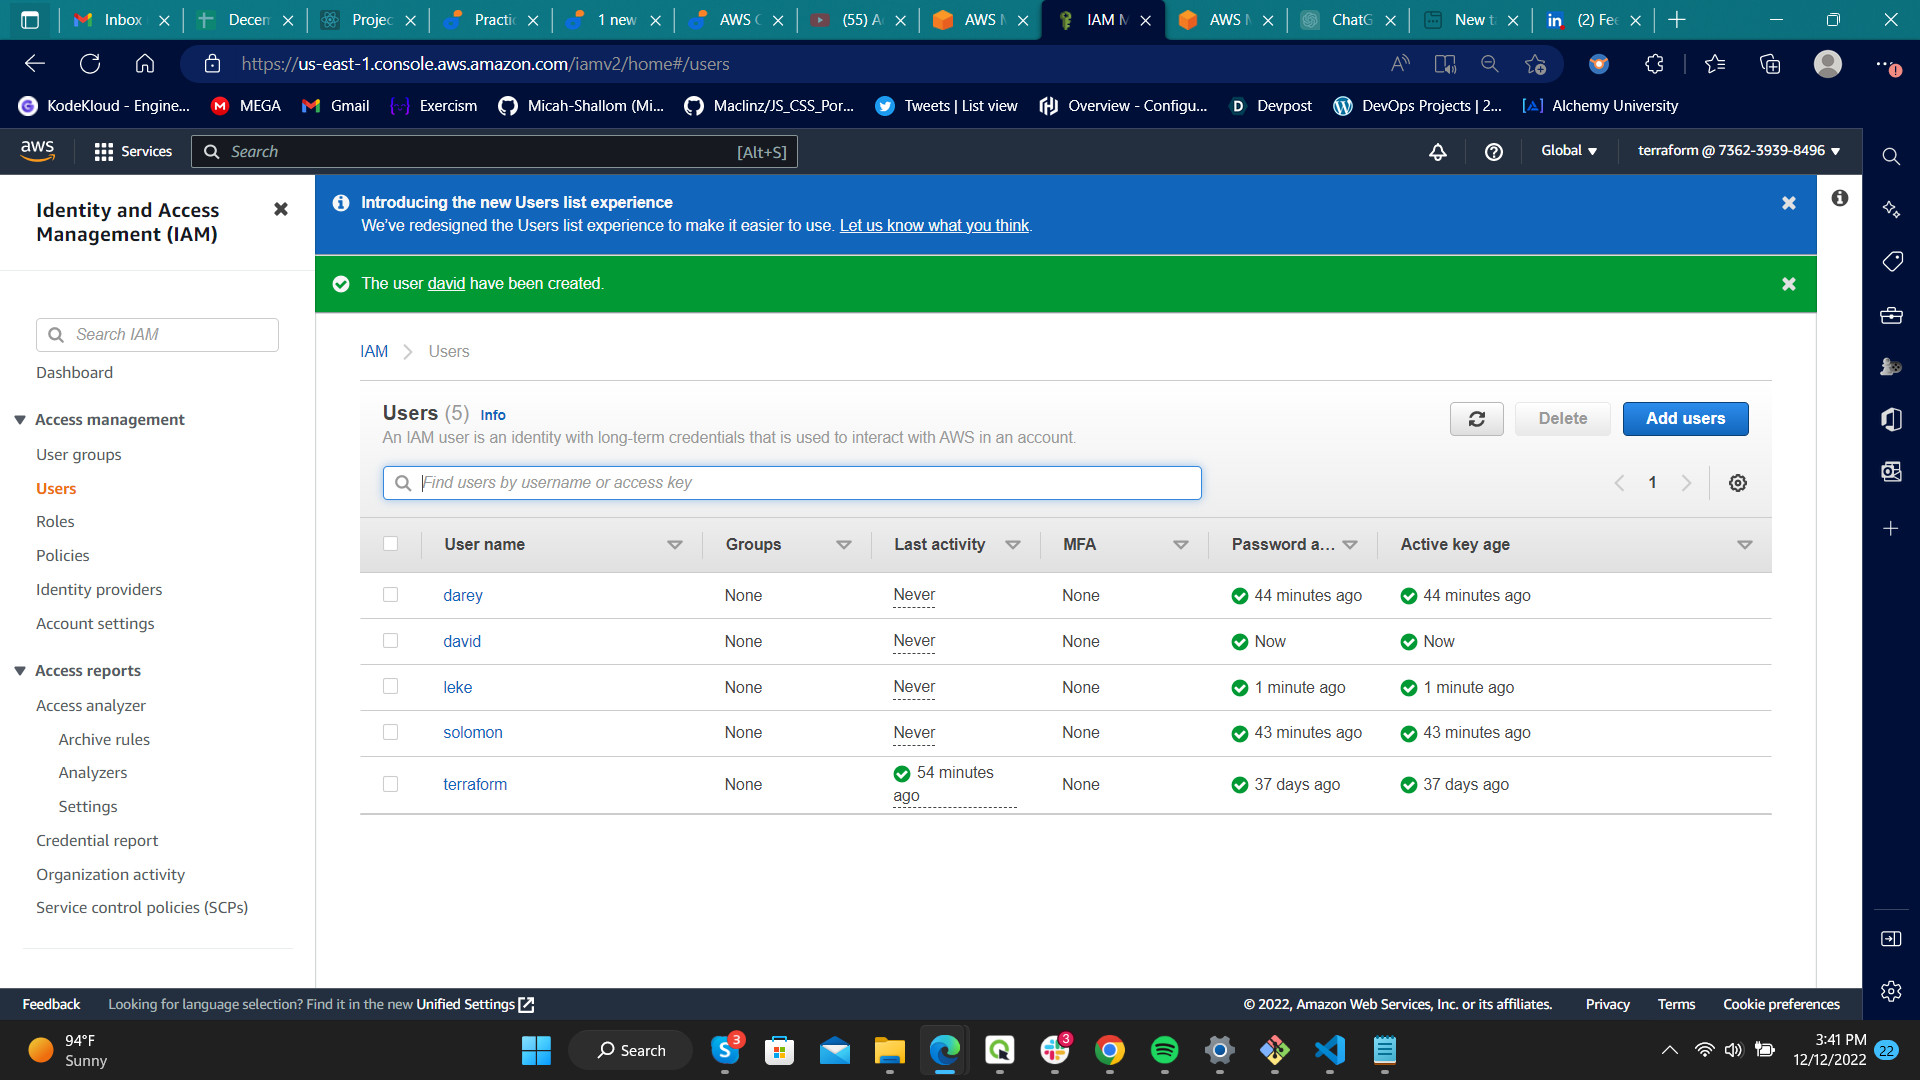 Inbox
Decem
Projec
Practic
1 new
AWS C
(55) A
AWS M
IAM M
AWS M
ChatG
New ta
(2) Fee
https://us-east-1.console.aws.amazon.com/iamv2/home#/users
KodeKloud - Engine...
MEGA
Gmail
Exercism
Micah-Shallom (Mi...
Maclinz/JS_CSS_Por...
Tweets | List view
Overview - Configu...
Devpost
DevOps Projects | 2...
Alchemy University
aws
Services
Search
[Alt+S]
Global
terraform @ 7362-3939-8496
Identity and Access
Management (IAM)
Search IAM
Dashboard
Access management
User groups
Users
Roles
Policies
Identity providers
Account settings
Access reports
Access analyzer
Archive rules
Analyzers
Settings
Credential report
Organization activity
Service control policies (SCPs)
Introducing the new Users list experience
We've redesigned the Users list experience to make it easier to use. Let us know what you think.
The user david have been created.
IAM
Users
Users (5) Info
An IAM user is an identity with long-term credentials that is used to interact with AWS in an account.
Delete
Add users
Find users by username or access key
1
User name Groups Last activity MFA Password a... Active key age
darey None Never None 44 minutes ago 44 minutes ago
david None Never None Now Now
leke None Never None 1 minute ago 1 minute ago
solomon None Never None 43 minutes ago 43 minutes ago
terraform None 54 minutes ago None 37 days ago 37 days ago
Feedback
Looking for language selection? Find it in the new Unified Settings
© 2022, Amazon Web Services, Inc. or its affiliates.
Privacy
Terms
Cookie preferences
94°F
Sunny
Search
3
3
3:41 PM
12/12/2022
22